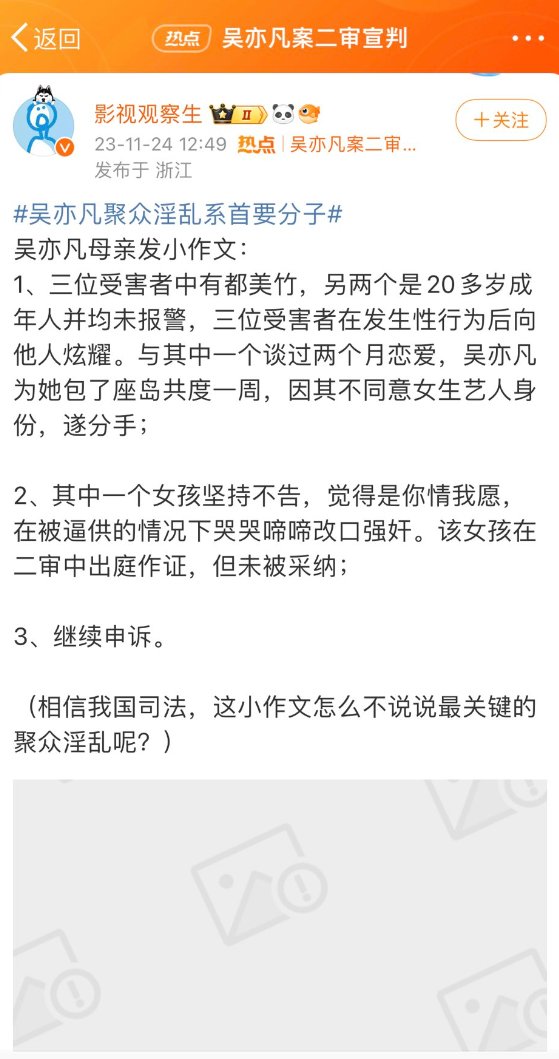 返回
热点 吴亦凡案二审宣判
影视观察生 II
+关注
23-11-24 12:49 热点 吴亦凡案二审...
发布于 浙江
#吴亦凡聚众淫乱系首要分子#
吴亦凡母亲发小作文：
1、三位受害者中有都美竹，另两个是20多岁成
年人并均未报警，三位受害者在发生性行为后向
他人炫耀。与其中一个谈过两个月恋爱，吴亦凡
为她包了座岛共度一周，因其不同意女生艺人身
份，遂分手；
2、其中一个女孩坚持不告，觉得是你情我愿，
在被逼供的情况下哭哭啼啼改口强奸。该女孩在
二审中出庭作证，但未被采纳；
3、继续申诉。
（相信我国司法，这小作文怎么不说说最关键的
聚众淫乱呢？）